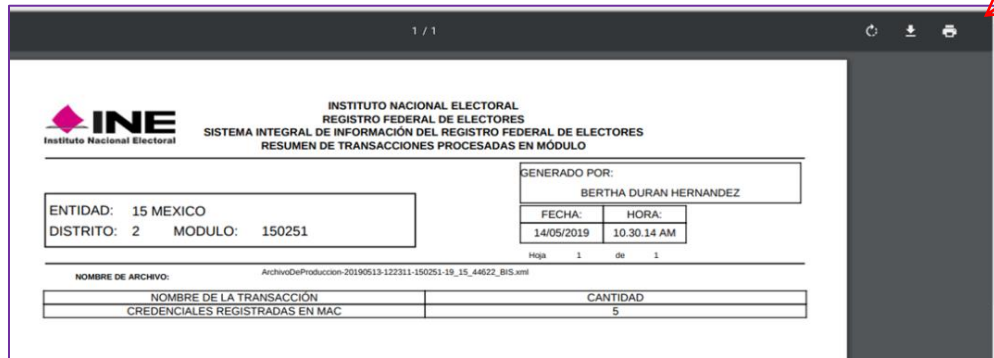 1 / 1
INE
Instituto Nacional Electoral
INSTITUTO NACIONAL ELECTORAL
REGISTRO FEDERAL DE ELECTORES
SISTEMA INTEGRAL DE INFORMACIÓN DEL REGISTRO FEDERAL DE ELECTORES
RESUMEN DE TRANSACCIONES PROCESADAS EN MÓDULO
GENERADO POR:
BERTHA DURAN HERNANDEZ
ENTIDAD: 15 MEXICO
DISTRITO: 2 MODULO: 150251
FECHA: HORA:
14/05/2019 10.30.14 AM
Hoja 1 de 1
NOMBRE DE ARCHIVO: ArchivoDeProduccion-20190513-122311-150251-19_15_44622_BIS.xml
NOMBRE DE LA TRANSACCIÓN CANTIDAD
CREDENCIALES REGISTRADAS EN MAC 5